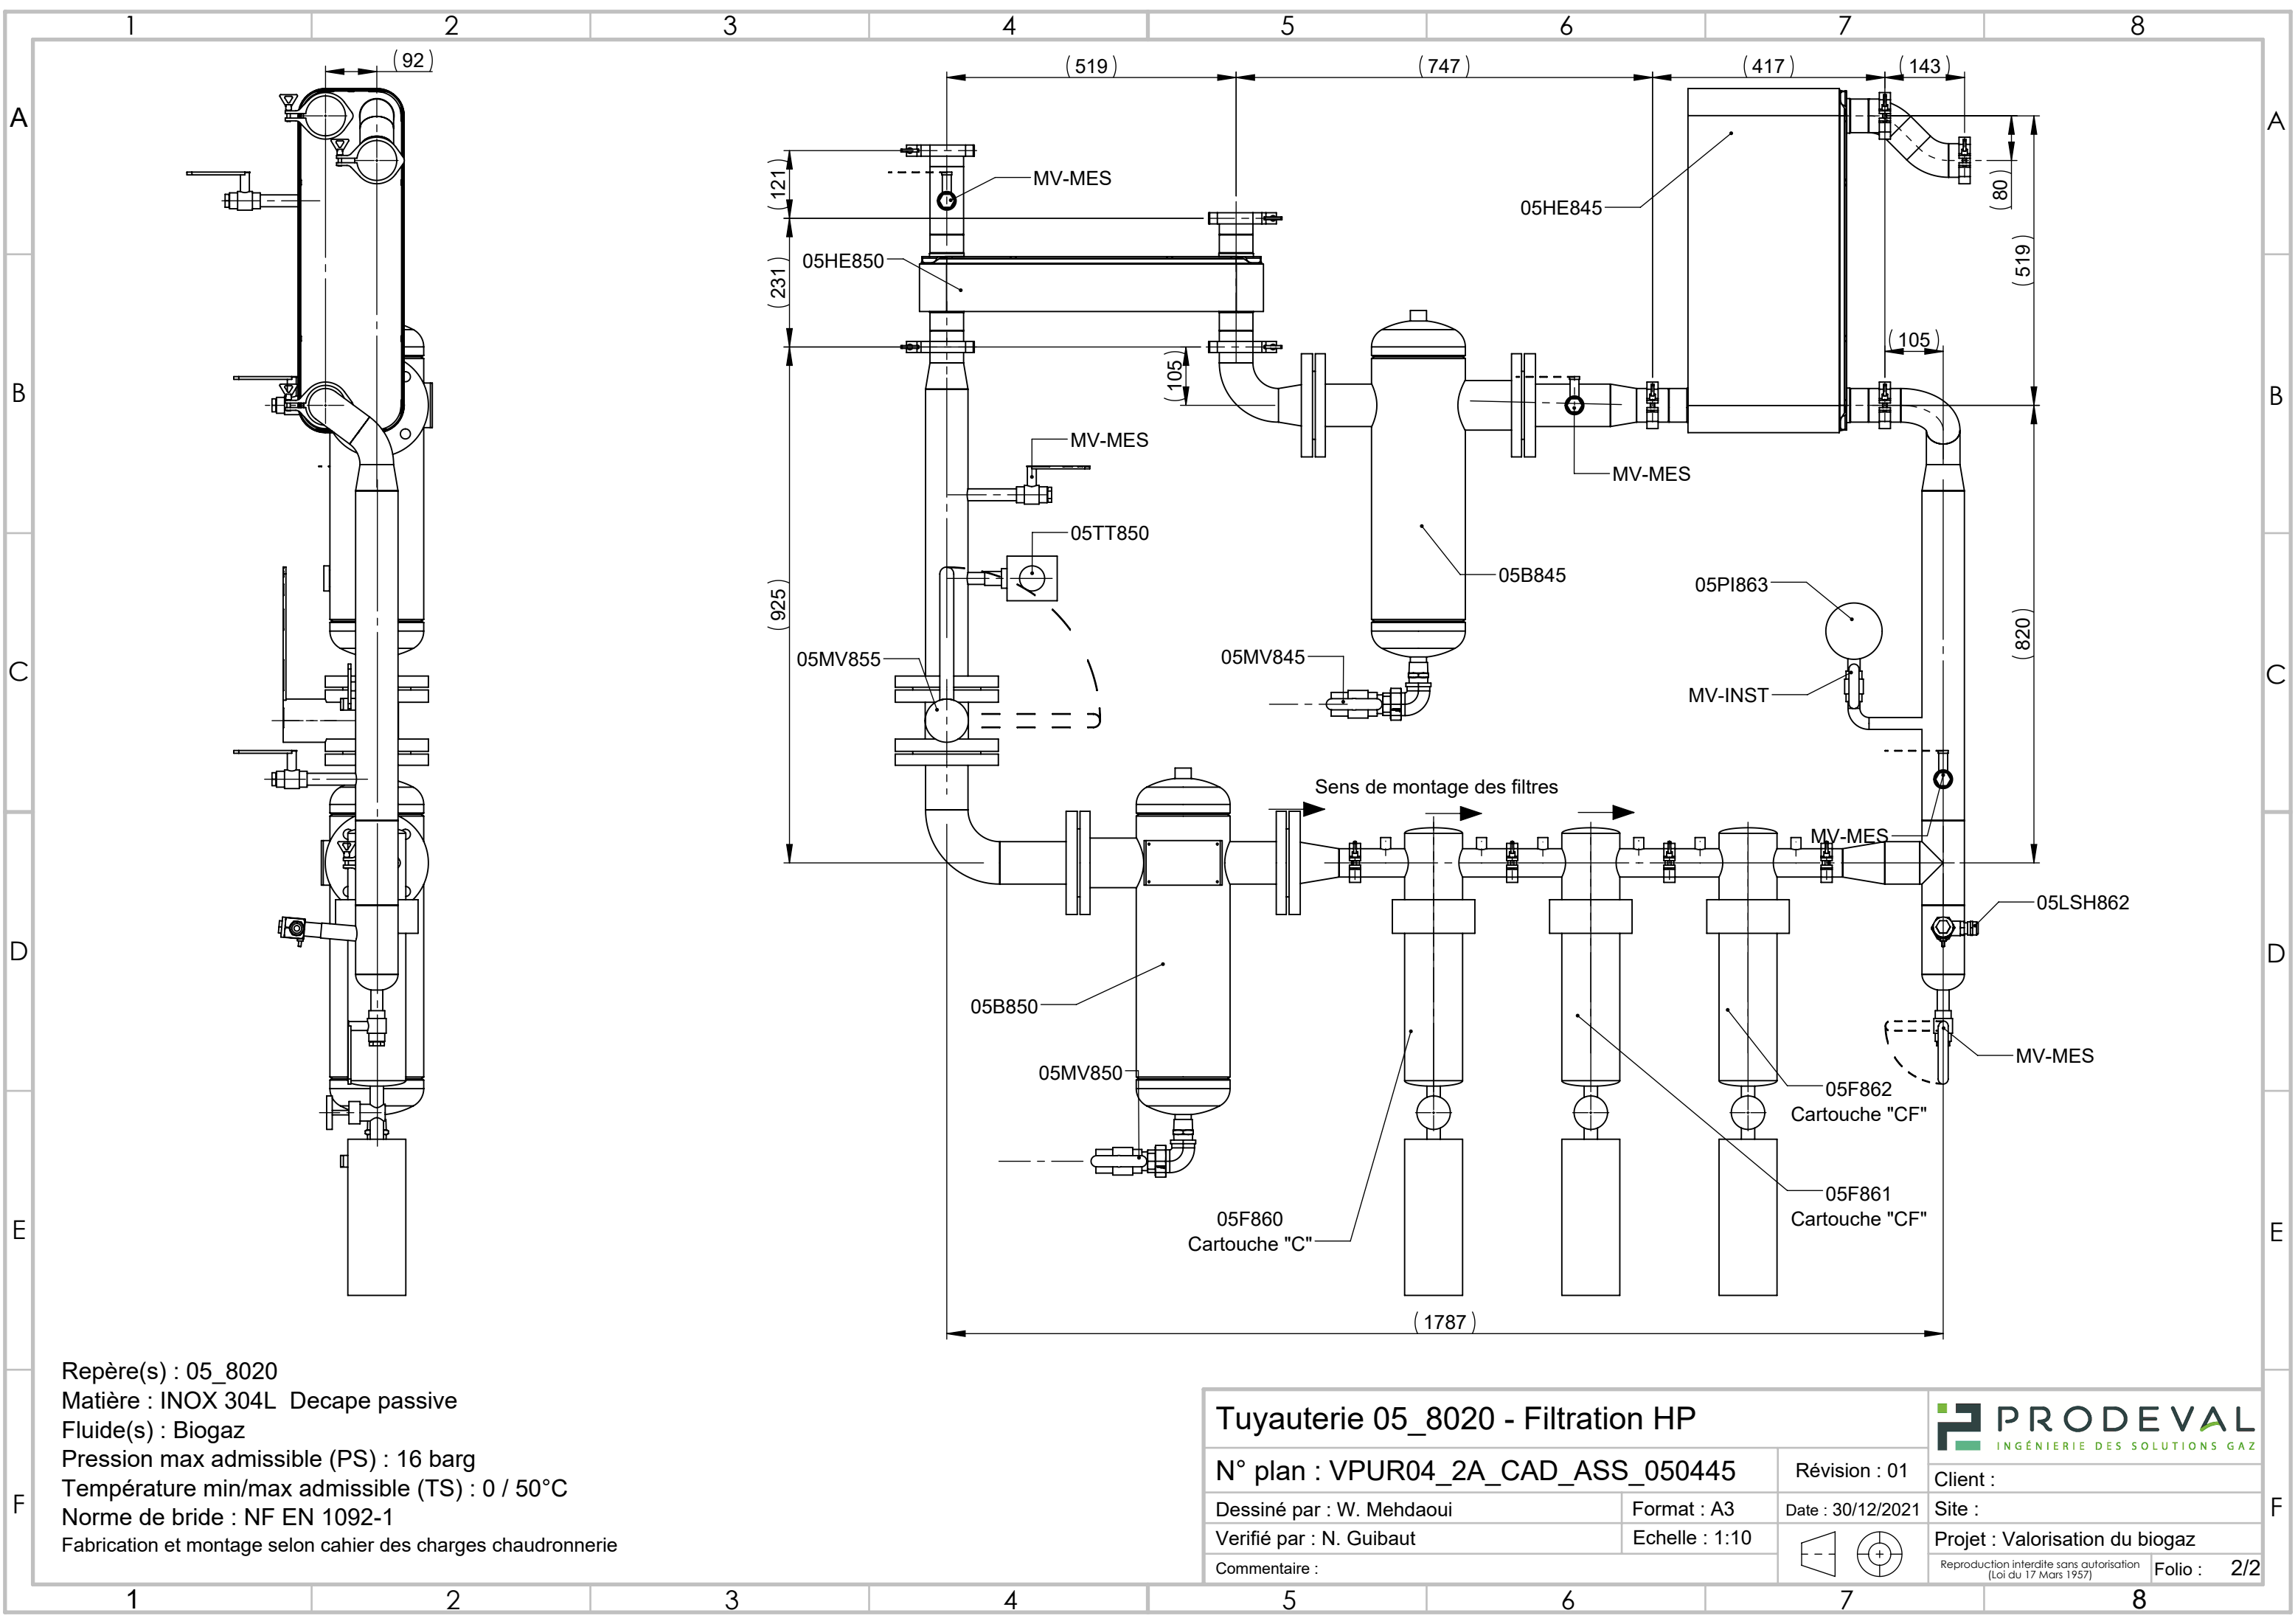 1 2 3 4 5 6 7 8
A A
B B
C C
D D
E E
F F
(92)
(519) (747) (417) (143)
(121)
(231)
(925)
(105)
(80)
(519)
(105)
(820)
(1787)
MV-MES
05HE850
05HE845
MV-MES
05TT850
MV-MES
05B845
05MV855
05MV845
05PI863
MV-INST
Sens de montage des filtres
MV-MES
05LSH862
05B850
05MV850
MV-MES
05F862
Cartouche "CF"
05F861
Cartouche "CF"
05F860
Cartouche "C"
Repère(s) : 05_8020
Matière : INOX 304L Decape passive
Fluide(s) : Biogaz
Pression max admissible (PS) : 16 barg
Température min/max admissible (TS) : 0 / 50°C
Norme de bride : NF EN 1092-1
Fabrication et montage selon cahier des charges chaudronnerie
Tuyauterie 05_8020 - Filtration HP
PRODEVAL
INGÉNIERIE DES SOLUTIONS GAZ
N° plan : VPUR04_2A_CAD_ASS_050445
Révision : 01
Client :
Dessiné par : W. Mehdaoui
Format : A3
Date : 30/12/2021
Site :
Verifié par : N. Guibaut
Echelle : 1:10
Projet : Valorisation du biogaz
Commentaire :
Reproduction interdite sans autorisation
(Loi du 17 Mars 1957)
Folio : 2/2
1 2 3 4 5 6 7 8